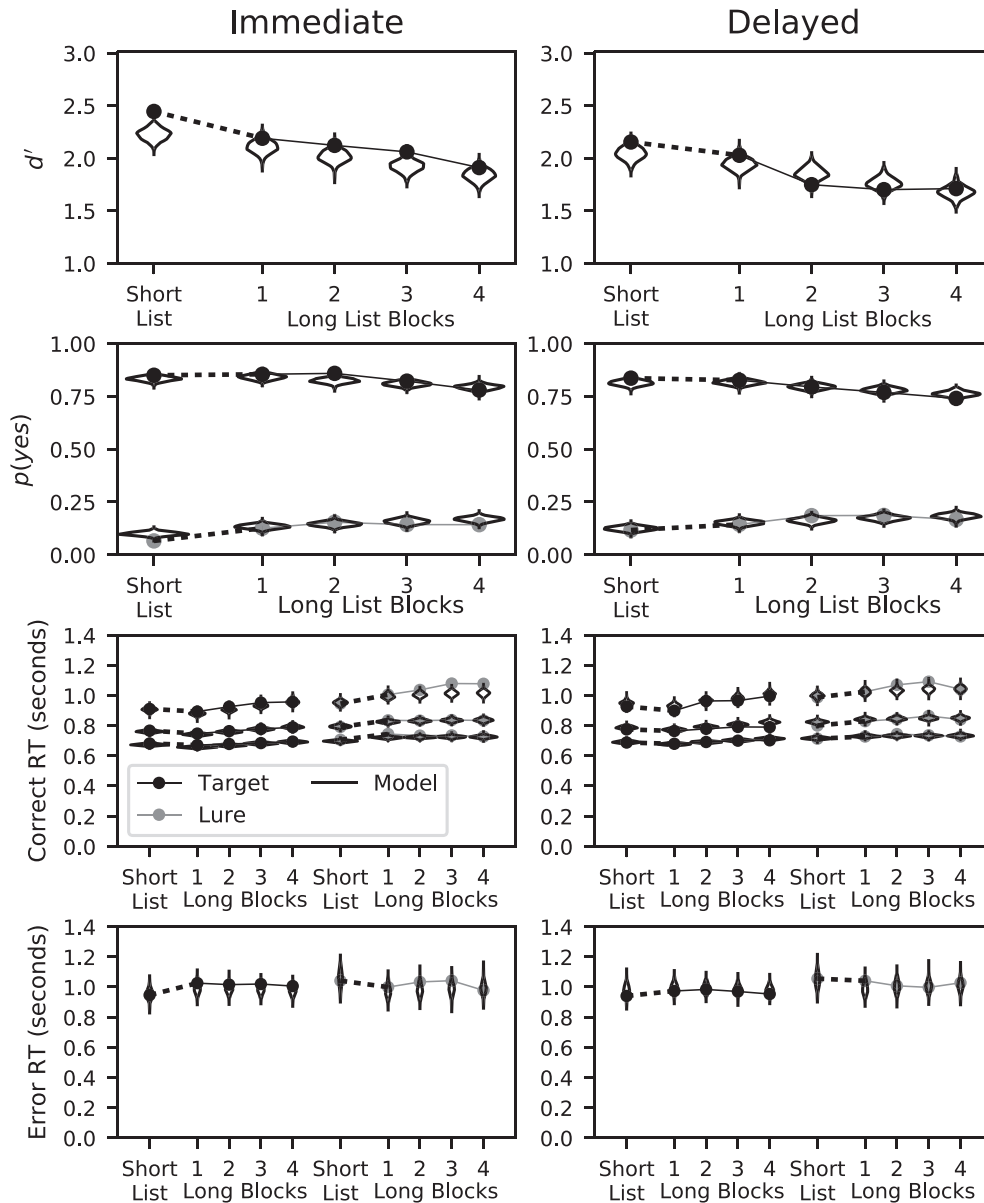 Immediate
Delayed
d′
3.0
2.5
2.0
1.5
1.0
3.0
2.5
2.0
1.5
1.0
Short List
1
2
3
4
Long List Blocks
Short List
1
2
3
4
Long List Blocks
p(yes)
1.00
0.75
0.50
0.25
0.00
1.00
0.75
0.50
0.25
0.00
Short List
1
2
3
4
Long List Blocks
Short List
1
2
3
4
Long List Blocks
Correct RT (seconds)
1.4
1.2
1.0
0.8
0.6
0.4
0.2
0.0
Target
Model
Lure
1.4
1.2
1.0
0.8
0.6
0.4
0.2
0.0
Short 1 2 3 4 Short 1 2 3 4
List Long Blocks List Long Blocks
Short 1 2 3 4 Short 1 2 3 4
List Long Blocks List Long Blocks
Error RT (seconds)
1.4
1.2
1.0
0.8
0.6
0.4
0.2
0.0
1.4
1.2
1.0
0.8
0.6
0.4
0.2
0.0
Short 1 2 3 4 Short 1 2 3 4
List Long Blocks List Long Blocks
Short 1 2 3 4 Short 1 2 3 4
List Long Blocks List Long Blocks